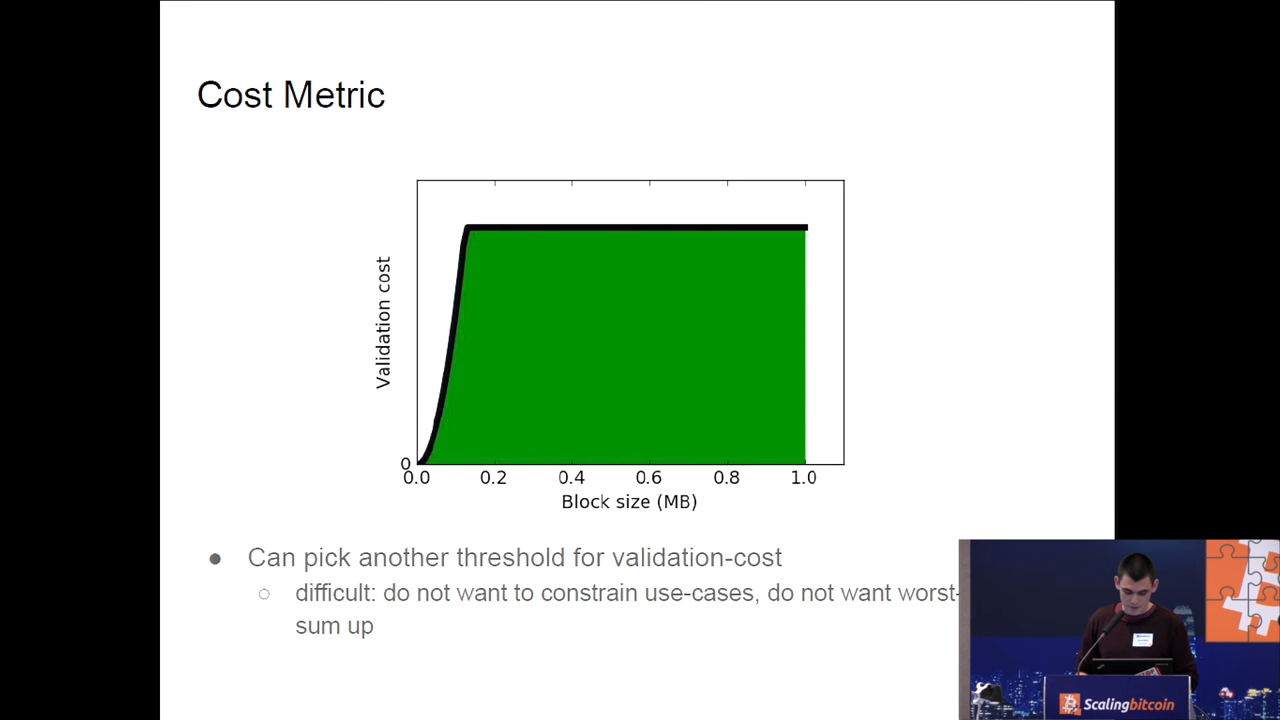 Cost Metric
Validation cost
0
0.0 0.2 0.4 0.6 0.8 1.0
Block size (MB)
● Can pick another threshold for validation-cost
○ difficult: do not want to constrain use-cases, do not want worst-
sum up
Scalingbitcoin